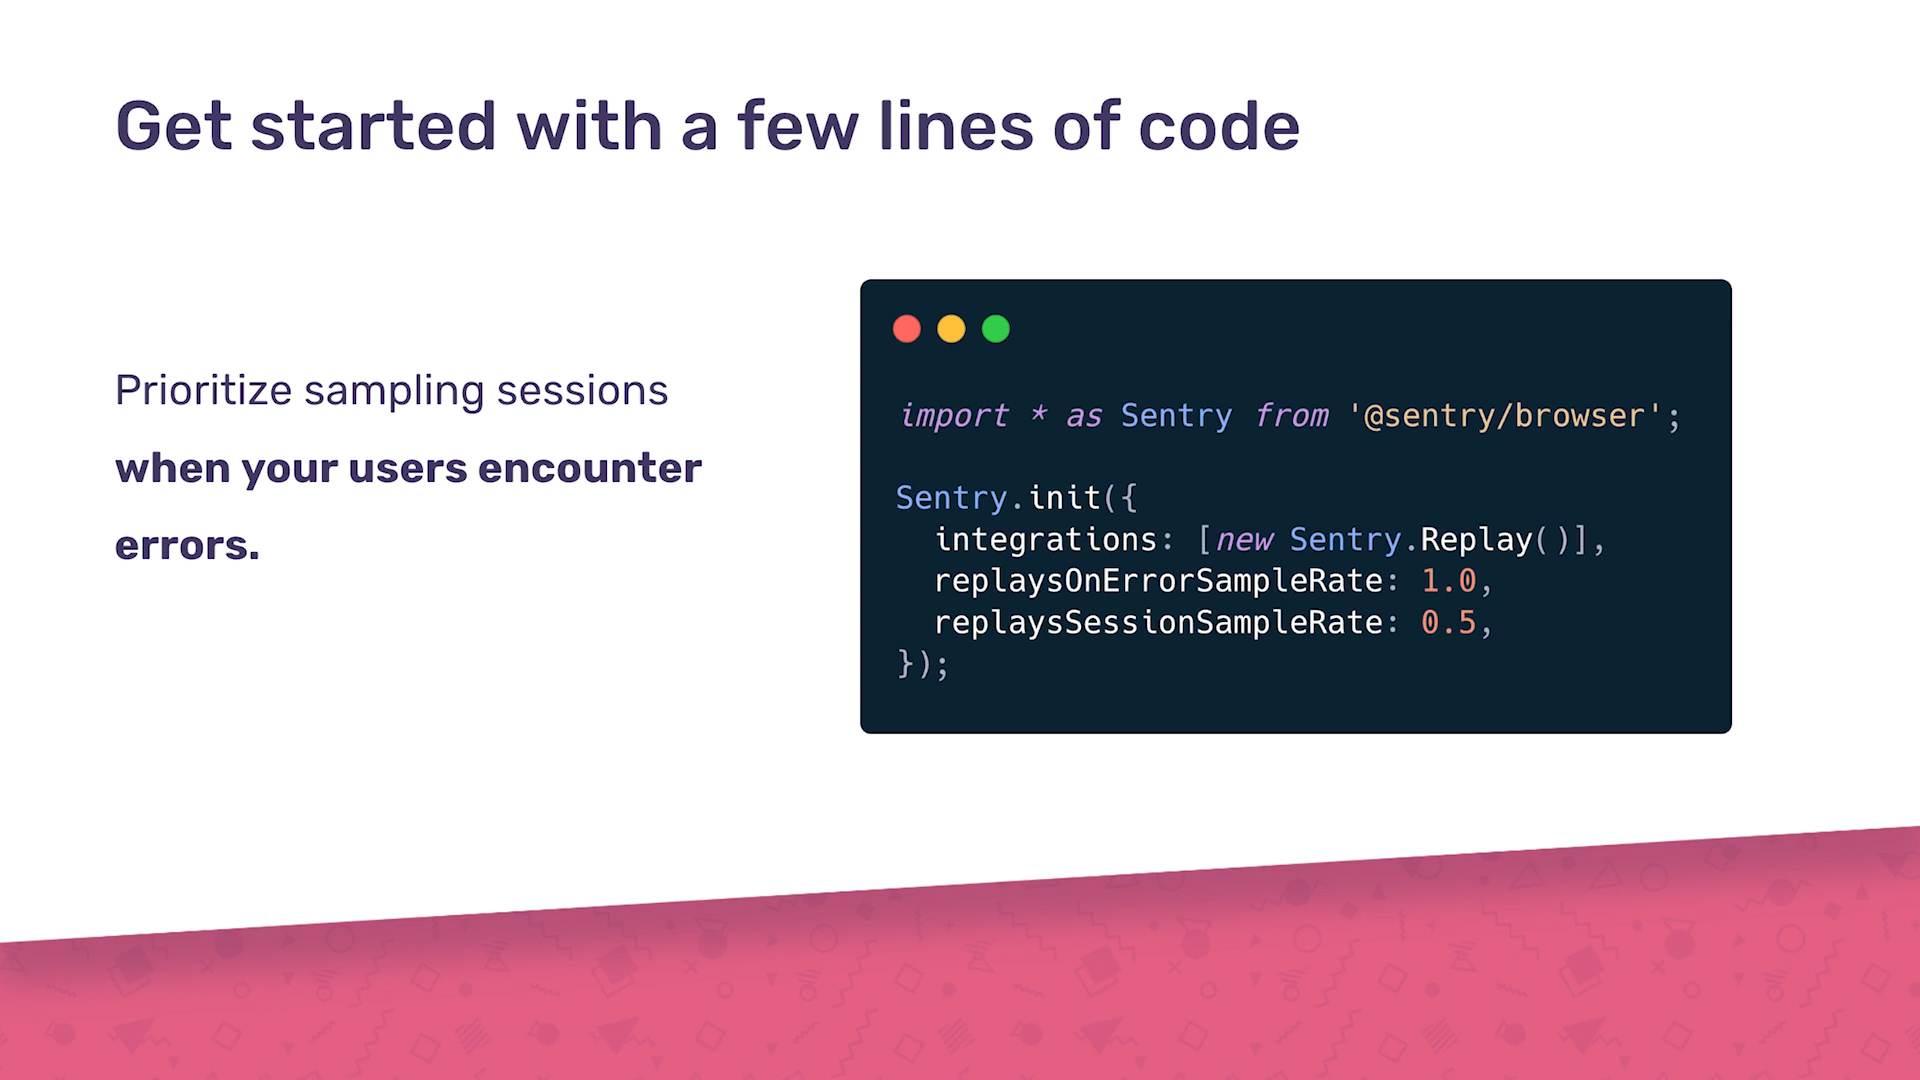 Get started with a few lines of code
Prioritize sampling sessions
when your users encounter
errors.
import * as Sentry from '@sentry/browser';
Sentry.init({
  integrations: [new Sentry.Replay()],
  replaysOnErrorSampleRate: 1.0,
  replaysSessionSampleRate: 0.5,
});